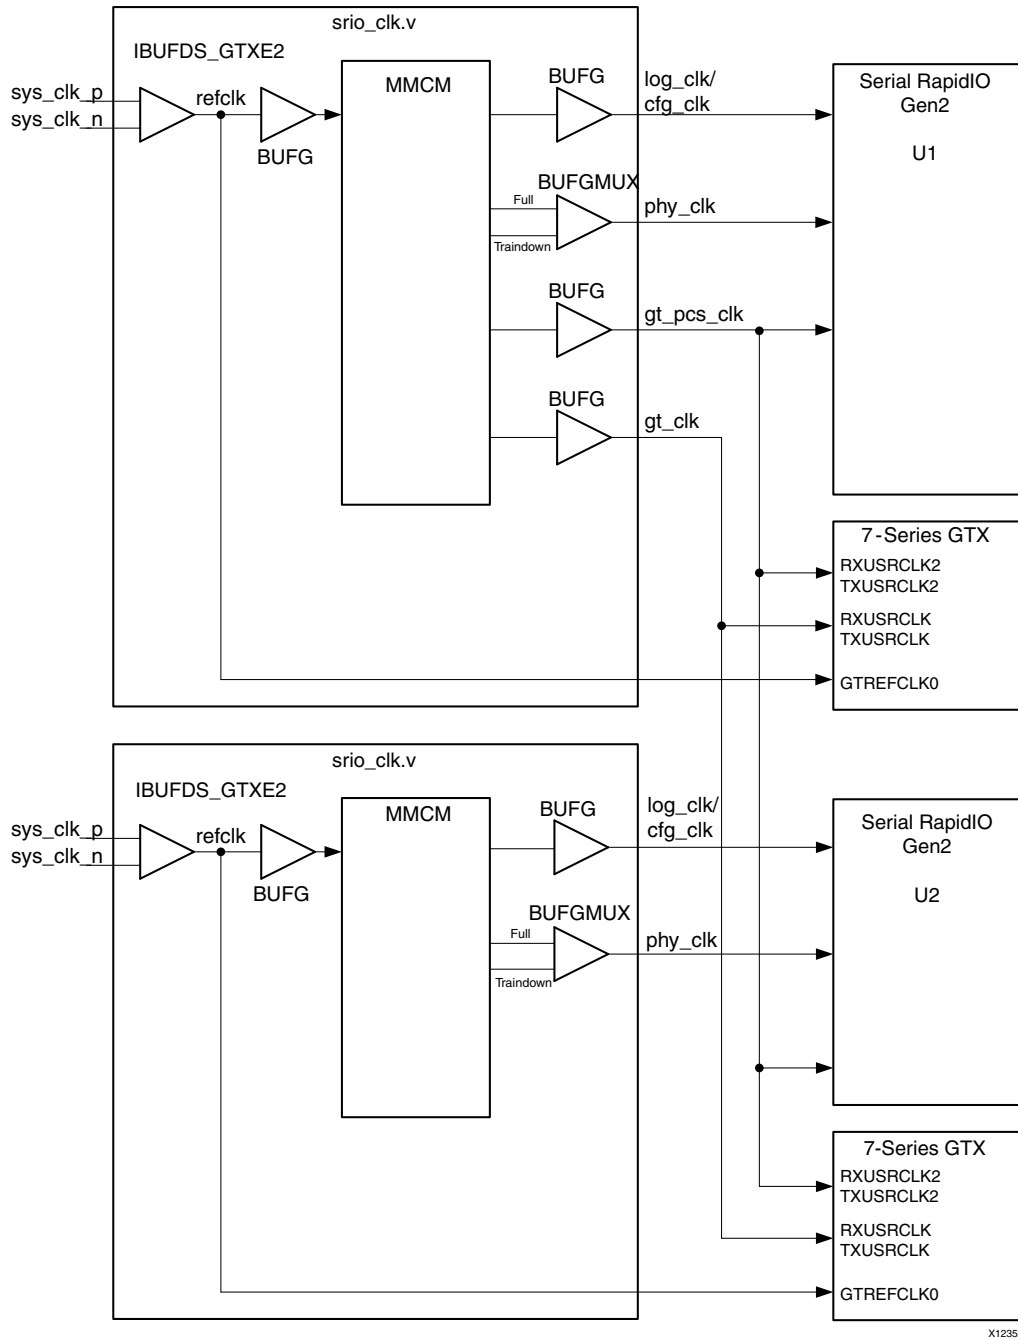 srio_clk.v
IBUFDS_GTXE2
sys_clk_p
sys_clk_n
refclk
BUFG
MMCM
BUFG
log_clk/
cfg_clk
BUFGMUX
Full
Traindown
phy_clk
BUFG
gt_pcs_clk
BUFG
gt_clk
Serial RapidIO
Gen2
U1
7-Series GTX
RXUSRCLK2
TXUSRCLK2
RXUSRCLK
TXUSRCLK
GTREFCLK0
srio_clk.v
IBUFDS_GTXE2
sys_clk_p
sys_clk_n
refclk
BUFG
MMCM
BUFG
log_clk/
cfg_clk
BUFGMUX
Full
Traindown
phy_clk
Serial RapidIO
Gen2
U2
7-Series GTX
RXUSRCLK2
TXUSRCLK2
RXUSRCLK
TXUSRCLK
GTREFCLK0
X1235